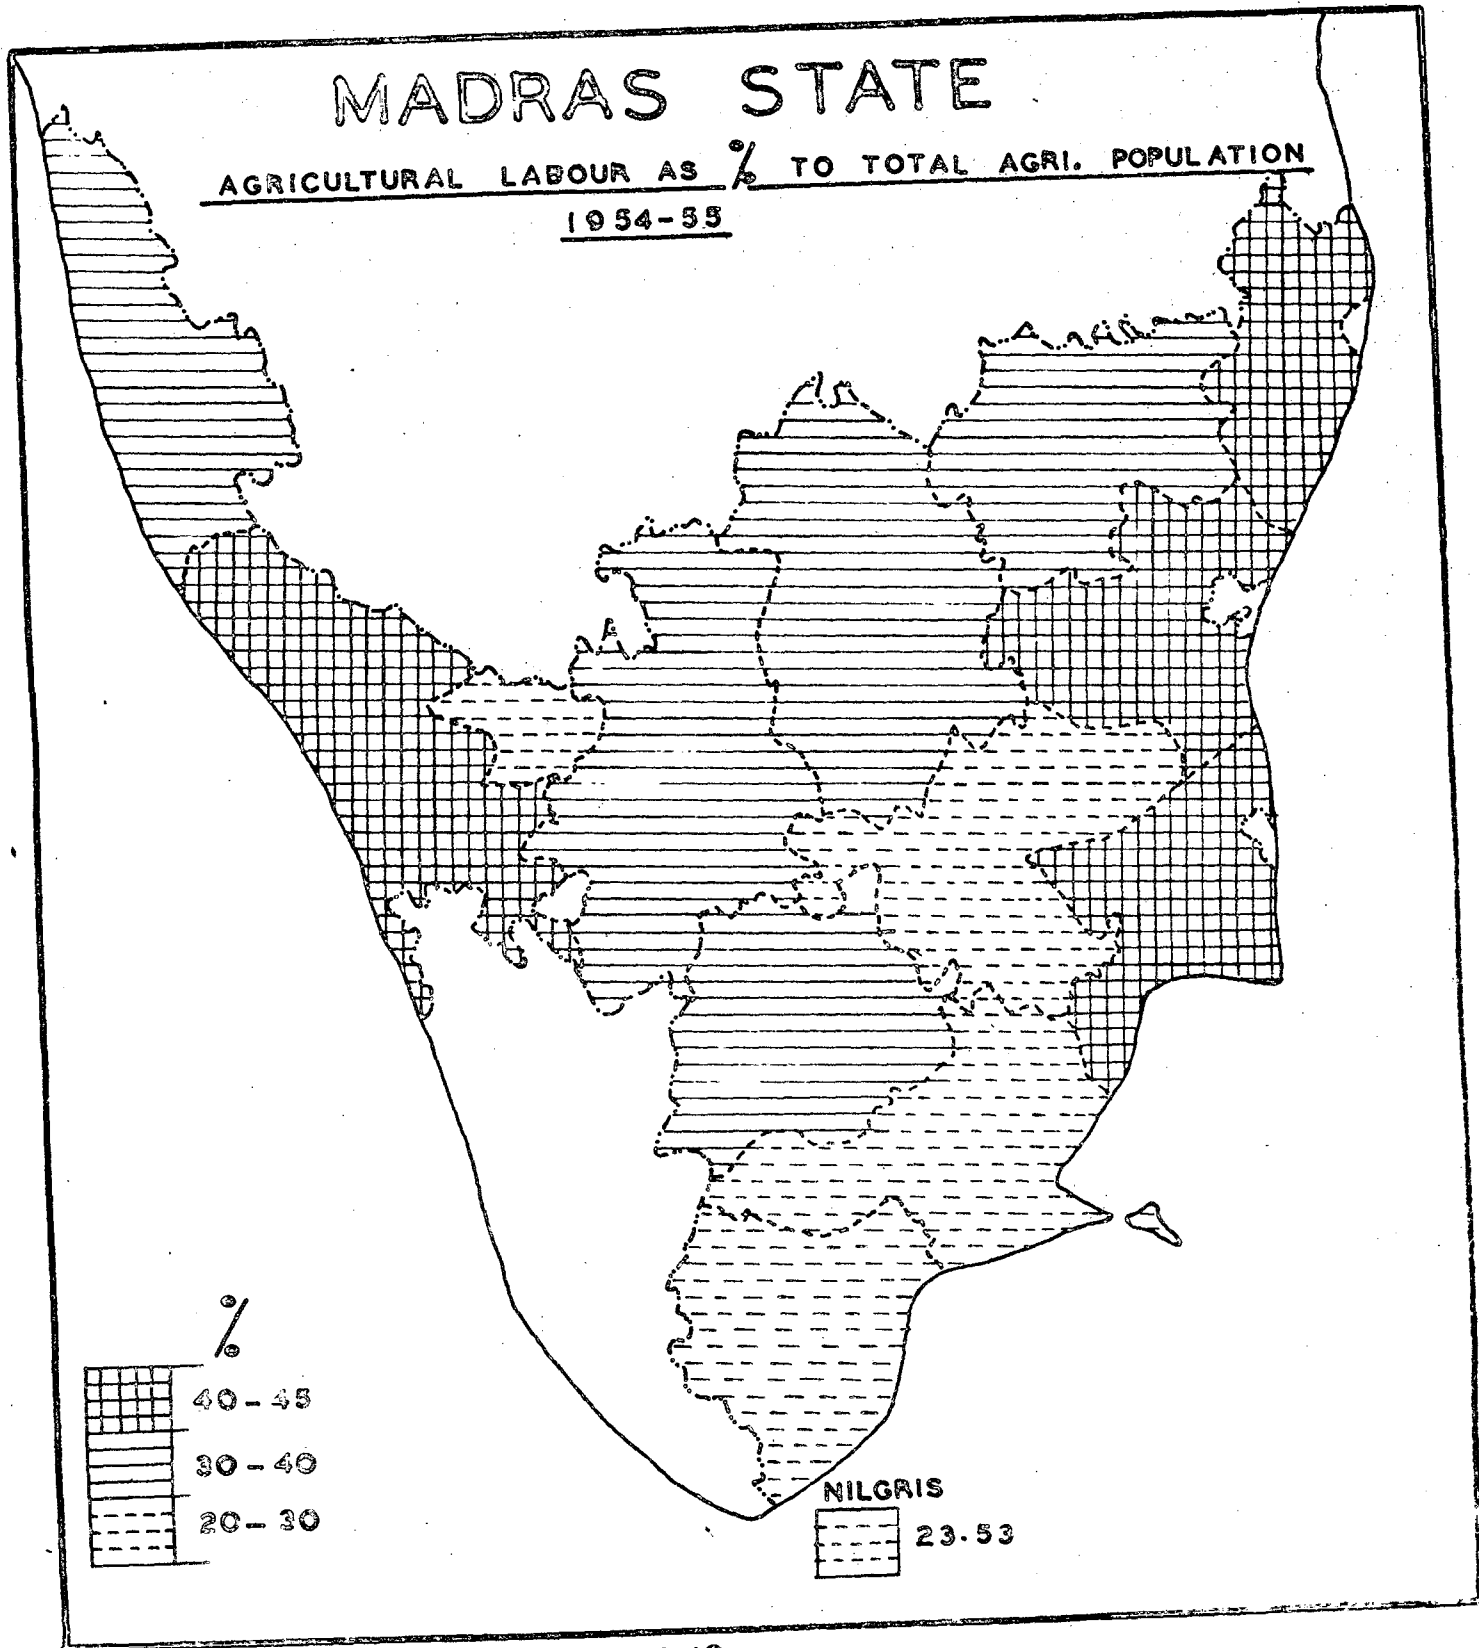 MADRAS STATE
AGRICULTURAL LABOUR AS % TO TOTAL AGRI. POPULATION
1954-55
%
40-45
30-40
20-30
NILGRIS
23.53